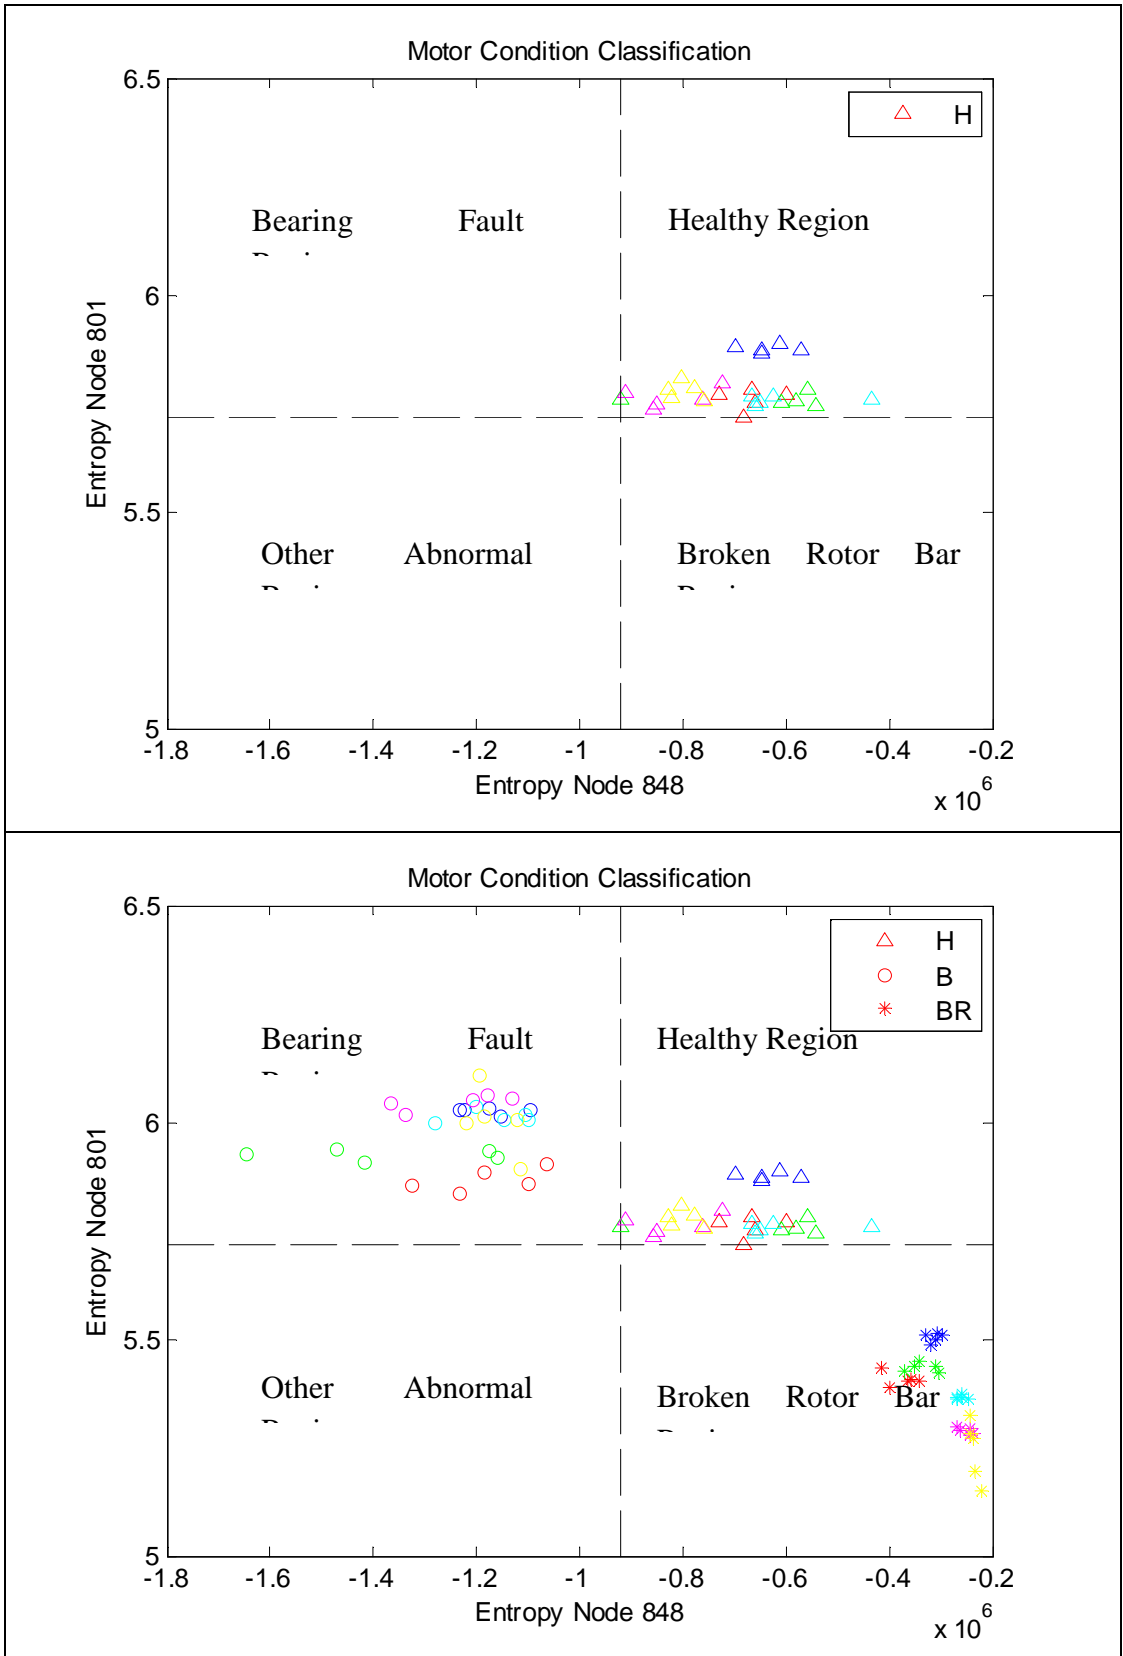 Motor Condition Classification
6.5
H
Bearing Fault
Healthy Region
6
Entropy Node 801
5.5
Other Abnormal
Broken Rotor Bar
5
-1.8 -1.6 -1.4 -1.2 -1 -0.8 -0.6 -0.4 -0.2
Entropy Node 848
x 10^6
Motor Condition Classification
6.5
H
B
BR
Bearing Fault
Healthy Region
6
Entropy Node 801
5.5
Other Abnormal
Broken Rotor Bar
5
-1.8 -1.6 -1.4 -1.2 -1 -0.8 -0.6 -0.4 -0.2
Entropy Node 848
x 10^6